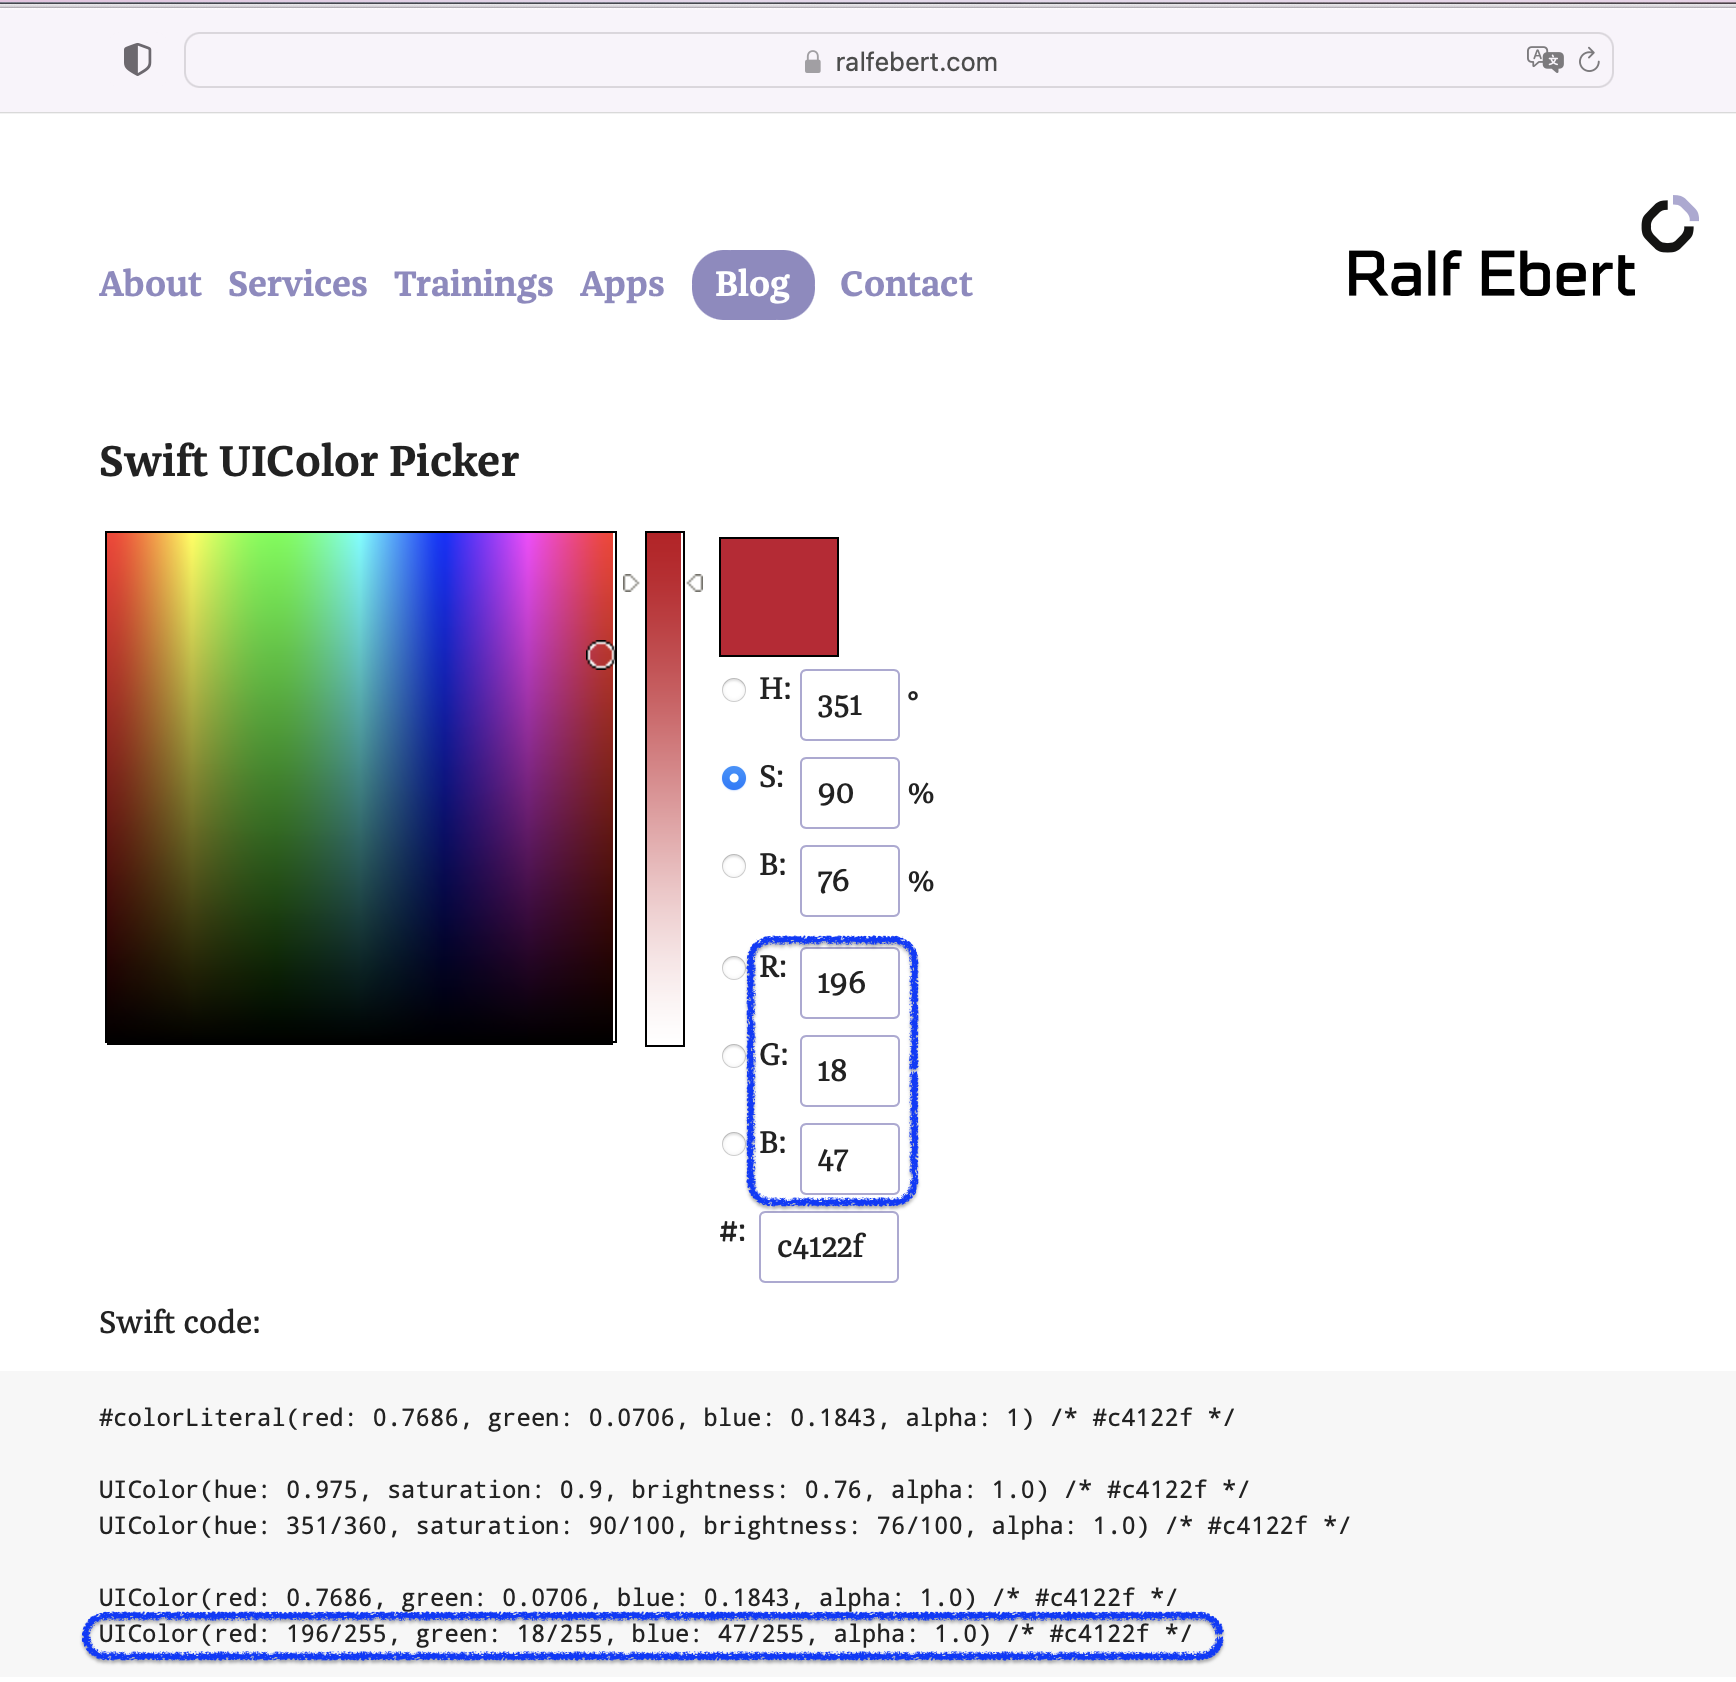 ralfebert.com
About Services Trainings Apps Blog Contact
Ralf Ebert
Swift UIColor Picker
H: 351 °
S: 90 %
B: 76 %
R: 196
G: 18
B: 47
#: c4122f
Swift code:
#colorLiteral(red: 0.7686, green: 0.0706, blue: 0.1843, alpha: 1) /* #c4122f */
UIColor(hue: 0.975, saturation: 0.9, brightness: 0.76, alpha: 1.0) /* #c4122f */
UIColor(hue: 351/360, saturation: 90/100, brightness: 76/100, alpha: 1.0) /* #c4122f */
UIColor(red: 0.7686, green: 0.0706, blue: 0.1843, alpha: 1.0) /* #c4122f */
UIColor(red: 196/255, green: 18/255, blue: 47/255, alpha: 1.0) /* #c4122f */